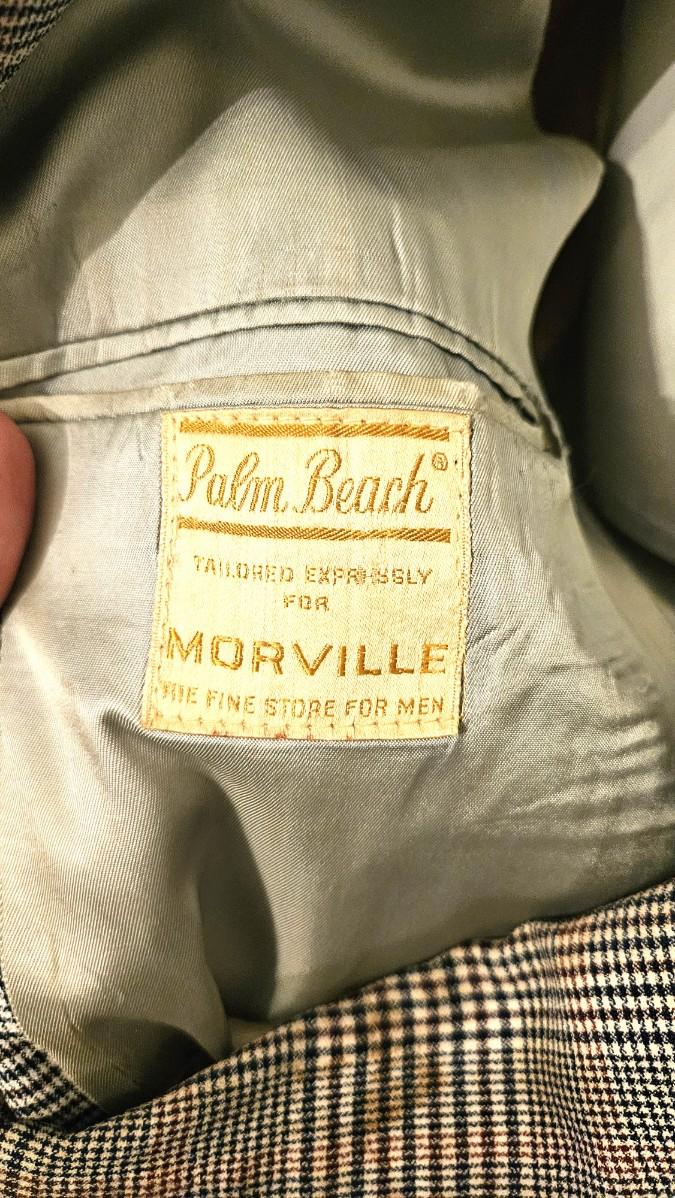 Palm Beach®
TAILORED EXPRESSLY
FOR
MORVILLE
THE FINE STORE FOR MEN